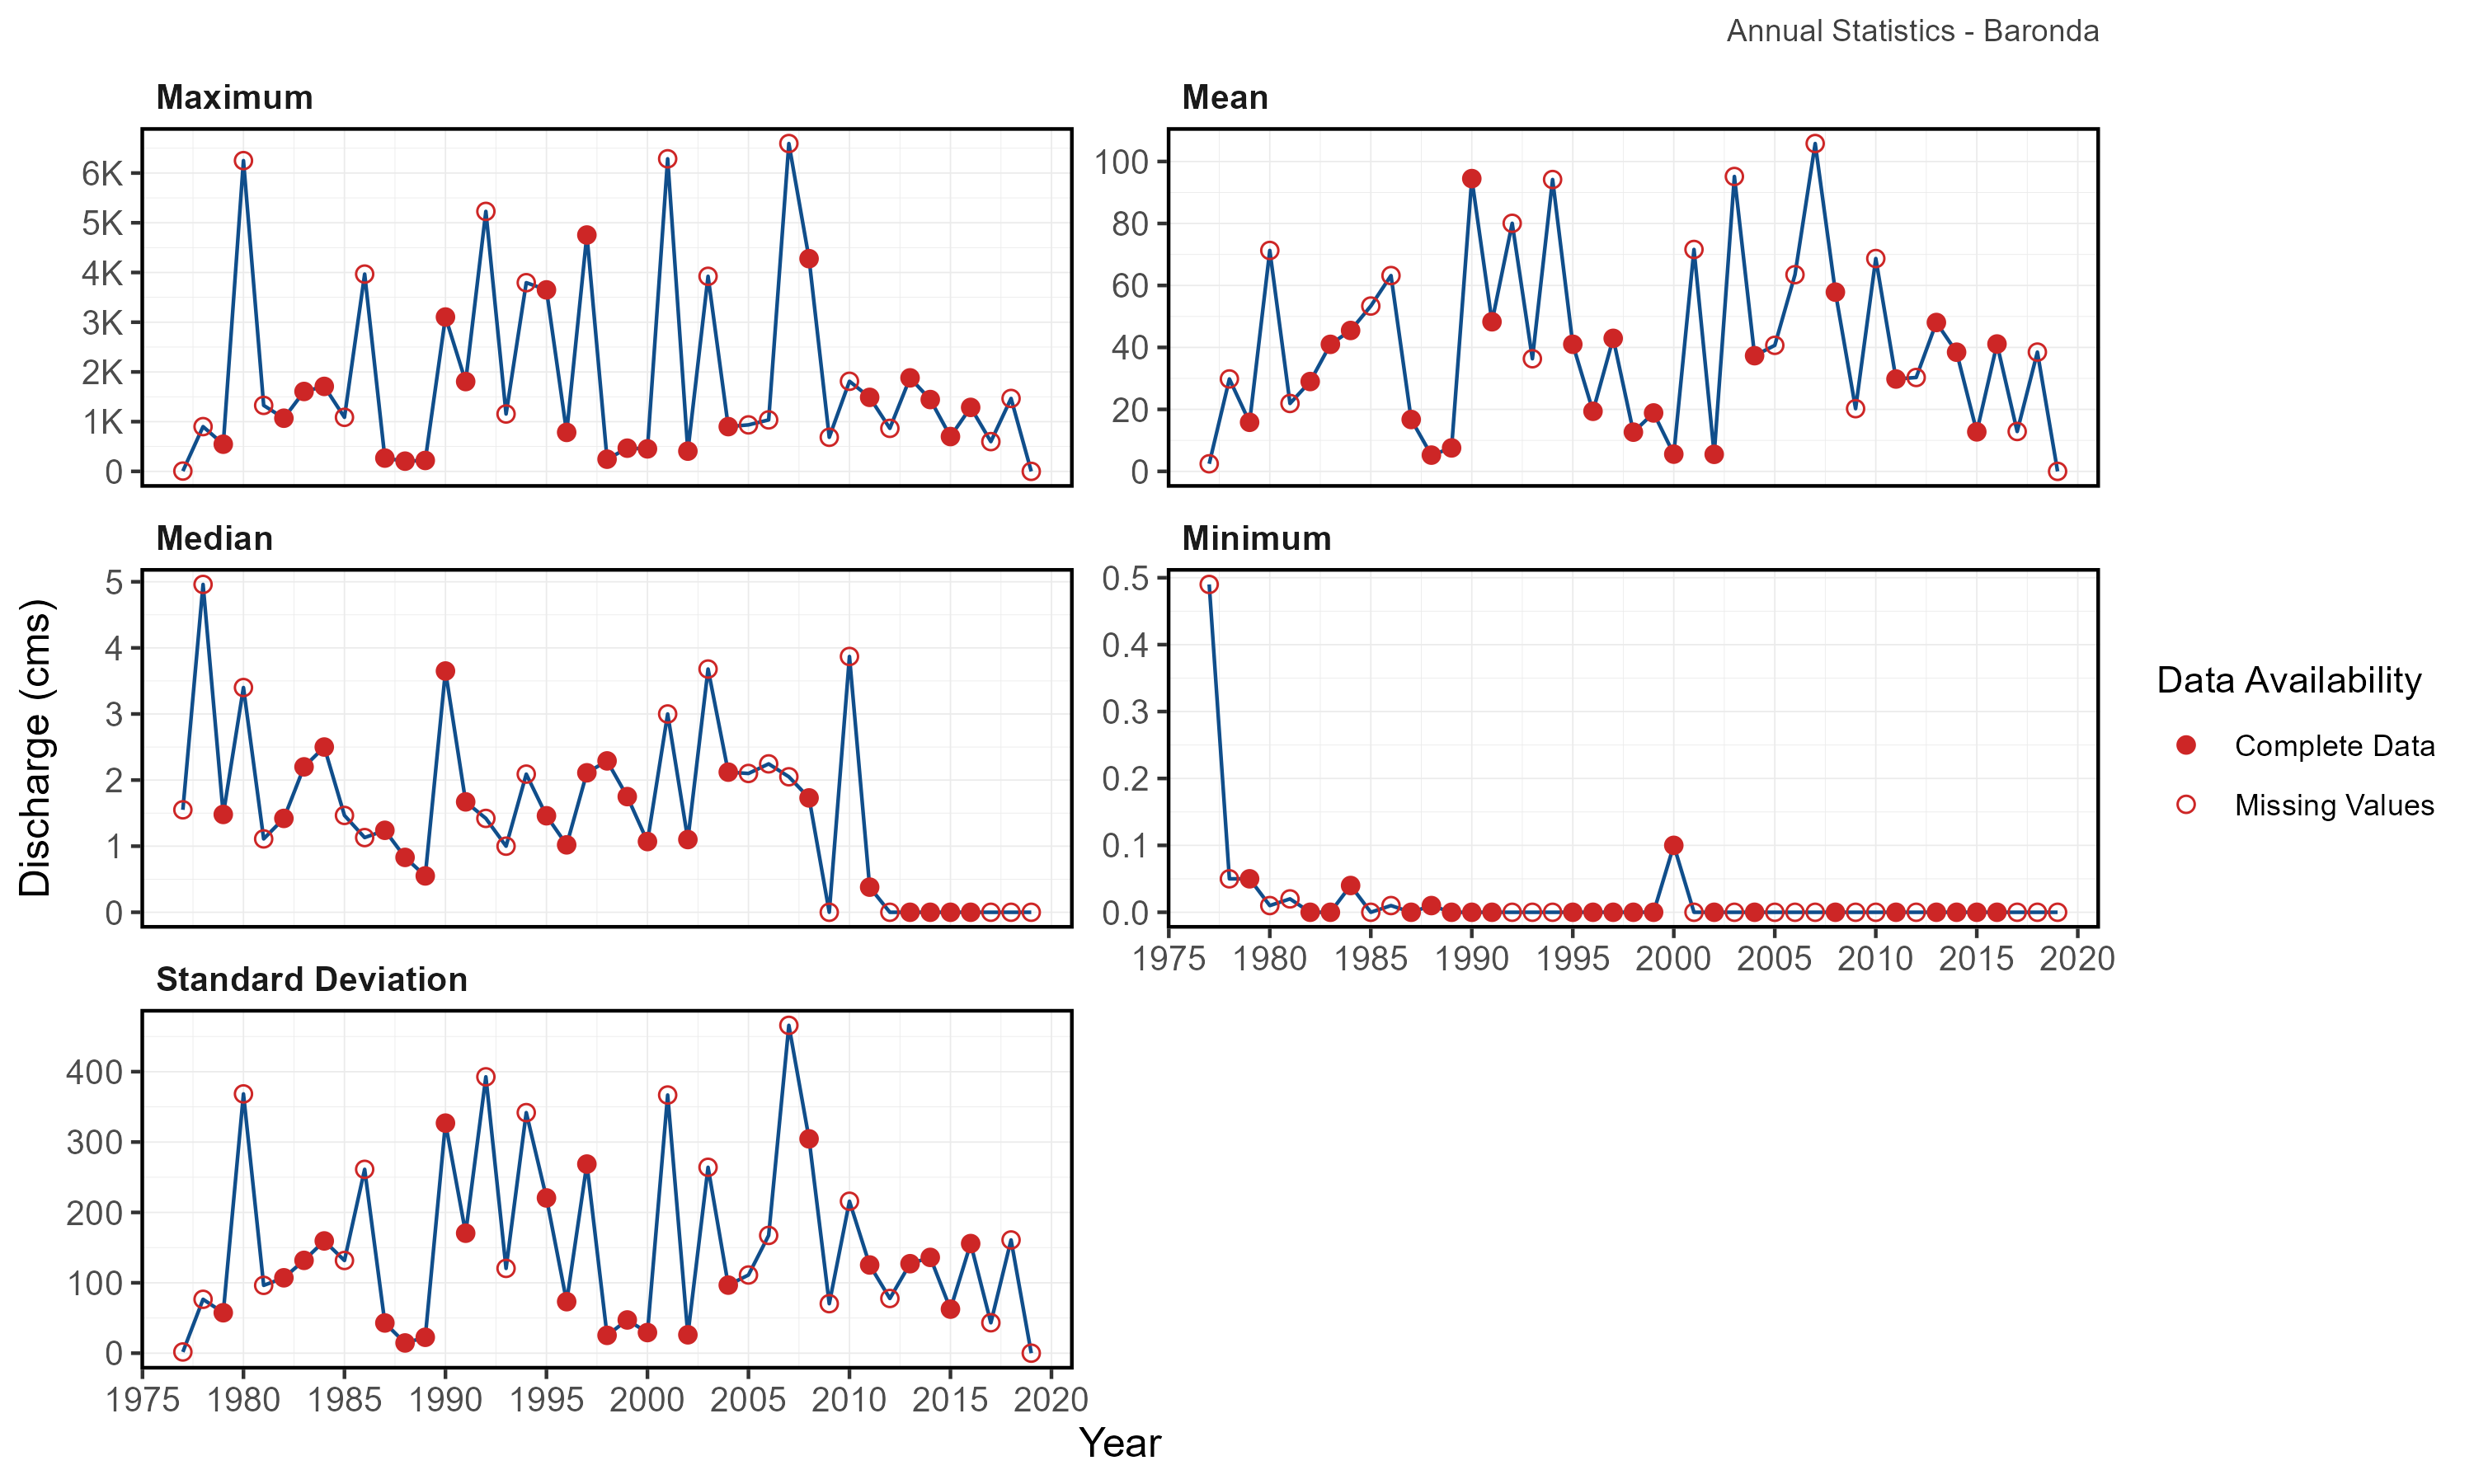 Annual Statistics - Baronda
Maximum
6K
5K
4K
3K
2K
1K
0
Mean
100
80
60
40
20
0
Median
5
4
3
2
1
0
Minimum
0.5
0.4
0.3
0.2
0.1
0.0
1975 1980 1985 1990 1995 2000 2005 2010 2015 2020
Standard Deviation
400
300
200
100
0
1975 1980 1985 1990 1995 2000 2005 2010 2015 2020
Discharge (cms)
Year
Data Availability
Complete Data
Missing Values